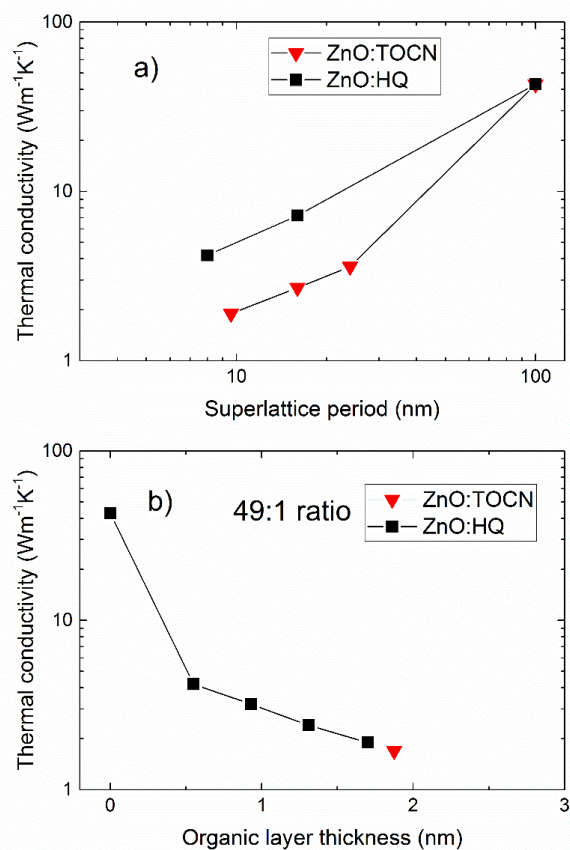 100
10
1
Thermal conductivity (Wm⁻¹K⁻¹)
a)
ZnO:TOCN
ZnO:HQ
10
100
Superlattice period (nm)
100
10
1
Thermal conductivity (Wm⁻¹K⁻¹)
b)
49:1 ratio
ZnO:TOCN
ZnO:HQ
0
1
2
3
Organic layer thickness (nm)